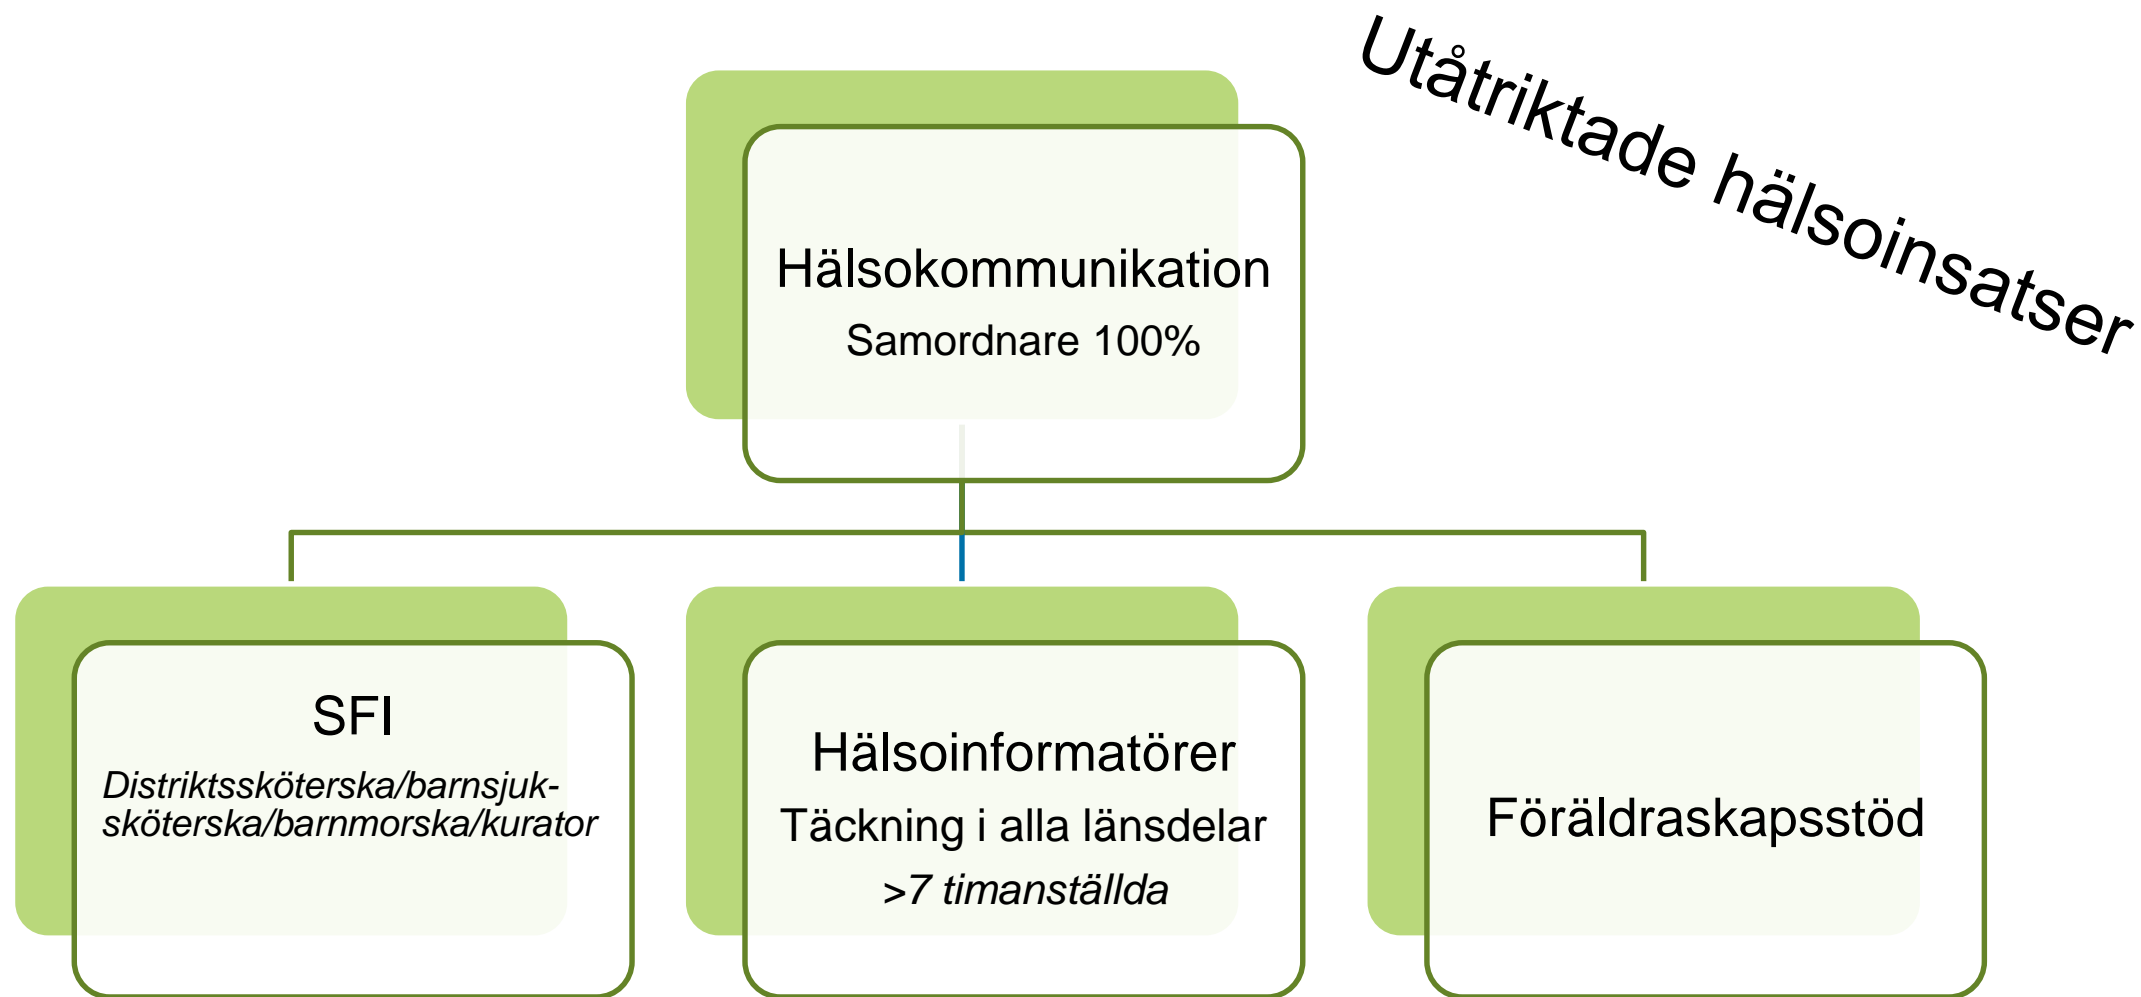 Utåtriktade hälsoinsatser
Hälsokommunikation
Samordnare 100%
SFI
Distriktssköterska/barnsjuk-
sköterska/barnmorska/kurator
Hälsoinformatörer
Täckning i alla länsdelar
>7 timanställda
Föräldraskapsstöd